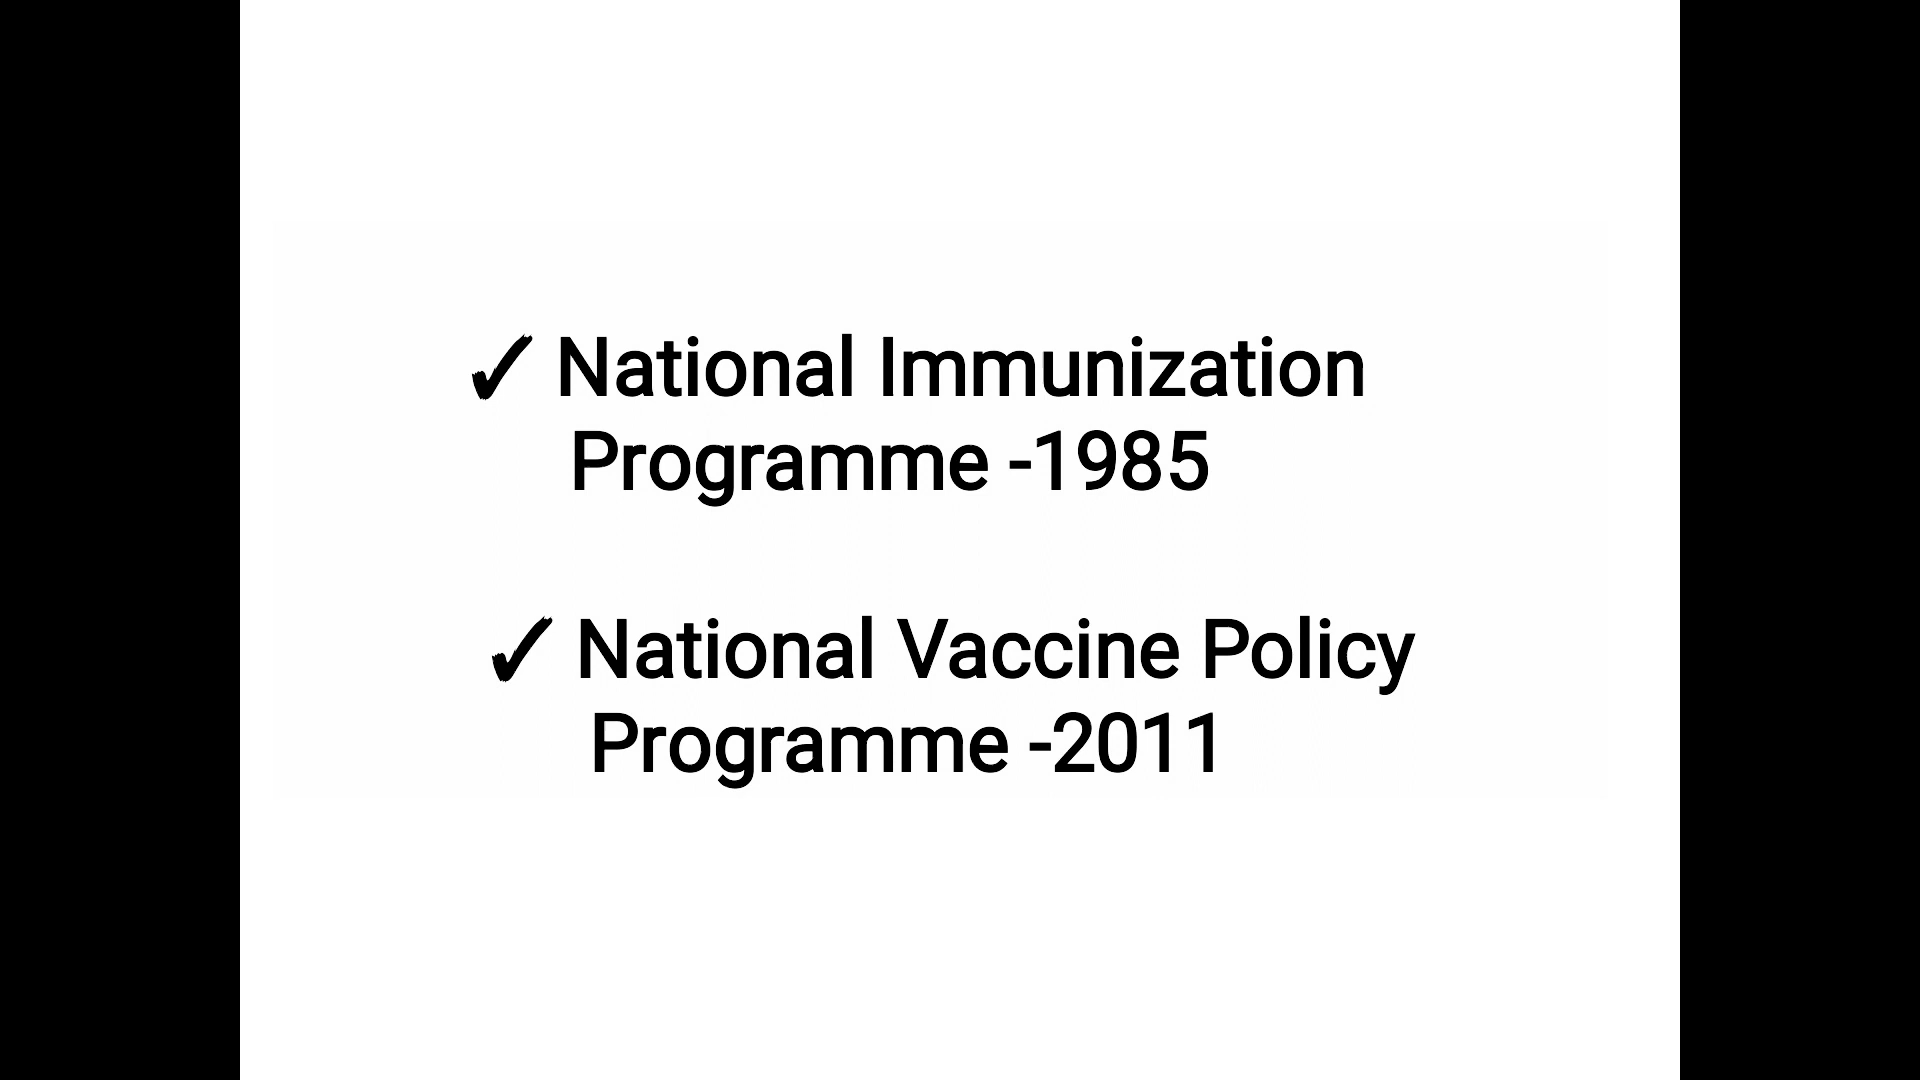 ✓ National Immunization
Programme -1985
✓ National Vaccine Policy
Programme -2011